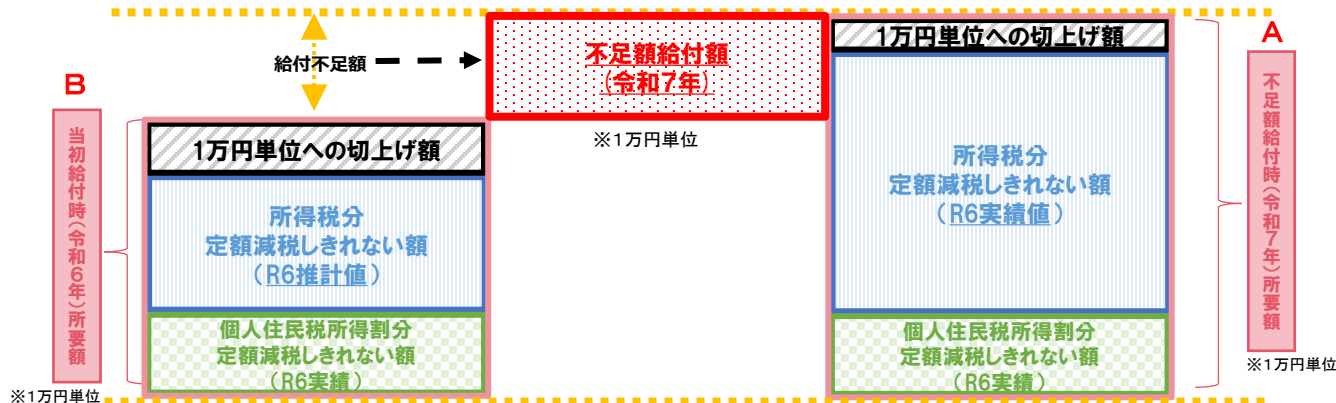 B
当初給付時（令和６年）所要額
※1万円単位
給付不足額
1万円単位への切上げ額
所得税分
定額減税しきれない額
（R6推計値）
個人住民税所得割分
定額減税しきれない額
（R6実績）
不足額給付額
（令和7年）
※1万円単位
1万円単位への切上げ額
所得税分
定額減税しきれない額
（R6実績値）
個人住民税所得割分
定額減税しきれない額
（R6実績）
A
不足額給付時（令和７年）所要額
※1万円単位